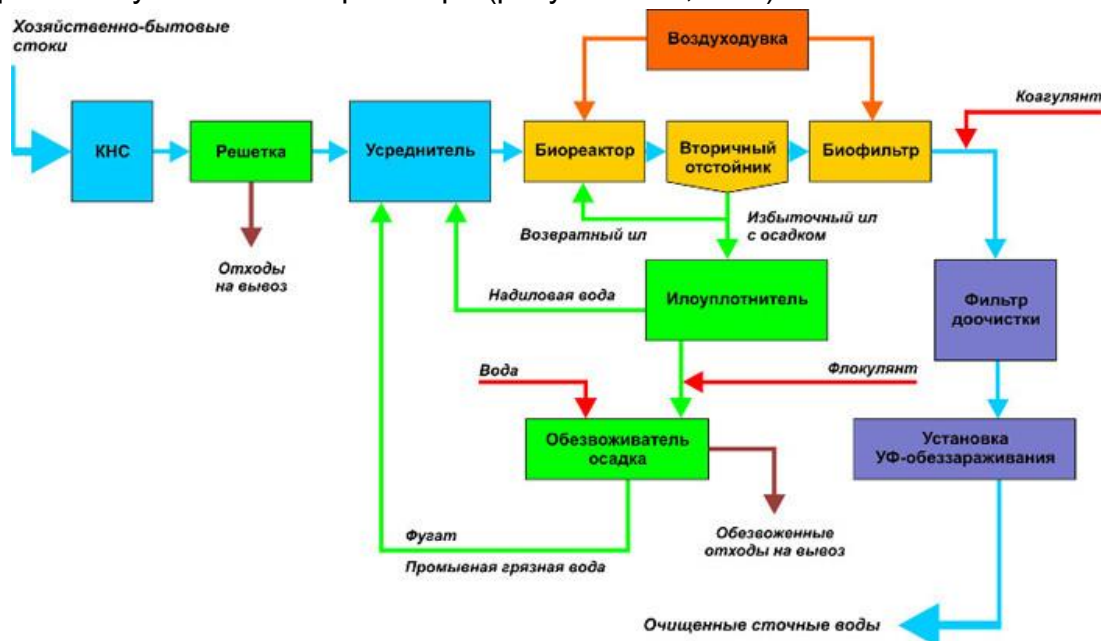 Хозяйственно-бытовые
стоки
Воздуходувка
Коагулянт
КНС
Решетка
Усреднитель
Биореактор
Вторичный
отстойник
Биофильтр
Возвратный ил
Избыточный ил
с осадком
Отходы
на вывоз
Надиловая вода
Илоуплотнитель
Фильтр
доочистки
Вода
Флокулянт
Обезвоживатель
осадка
Установка
УФ-обеззараживания
Фугат
Промывная грязная вода
Обезвоженные
отходы на вывоз
Очищенные сточные воды